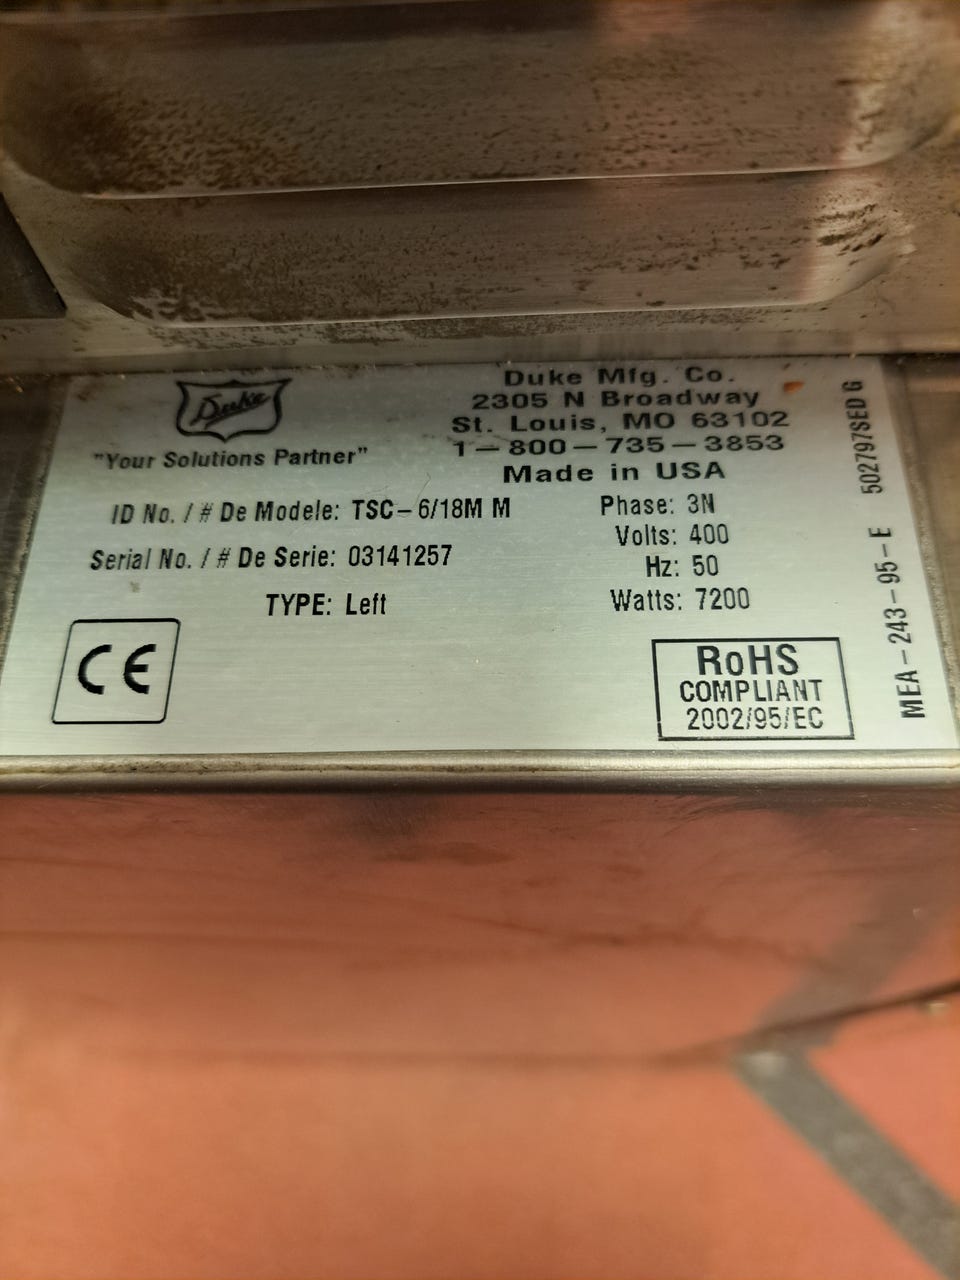 Duke
"Your Solutions Partner"
Duke Mfg. Co.
2305 N Broadway
St. Louis, MO 63102
1-800-735-3853
Made in USA
ID No. / # De Modele: TSC-6/18M M
Serial No. / # De Serie: 03141257
TYPE: Left
Phase: 3N
Volts: 400
Hz: 50
Watts: 7200
CE
RoHS
COMPLIANT
2002/95/EC
MEA-243-95-E 502797SED G